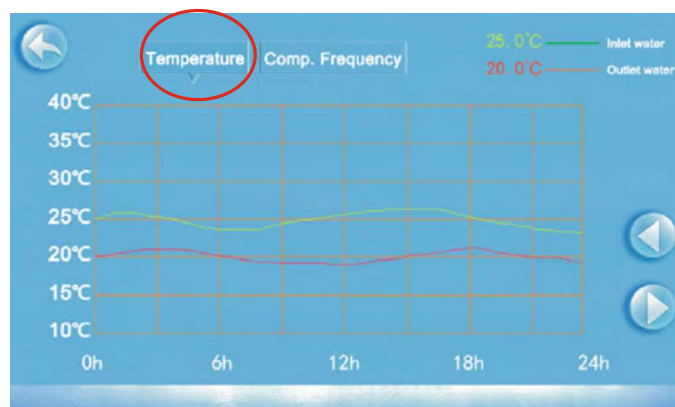 25.0°C Inlet water
Temperature Comp. Frequency
20.0°C Outlet water
40℃
35℃
30℃
25℃
20℃
15℃
10℃
0h 6h 12h 18h 24h